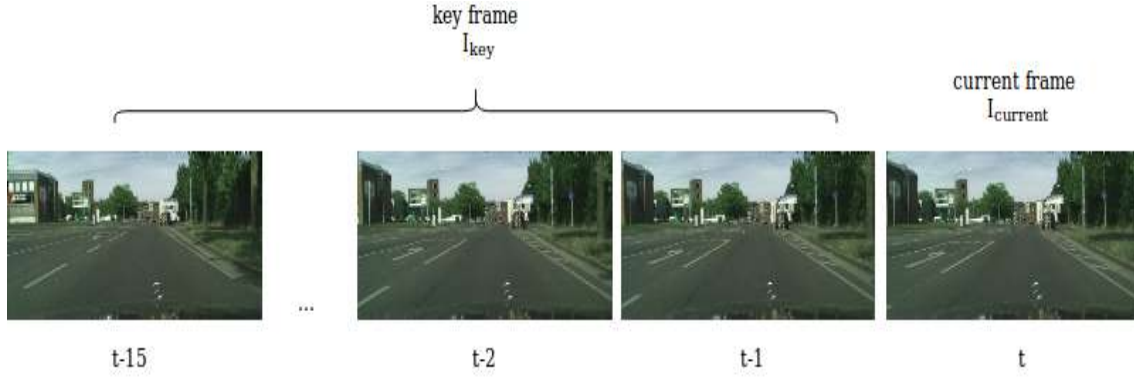 key frame
I_key
current frame
I_current
...
t-15
t-2
t-1
t